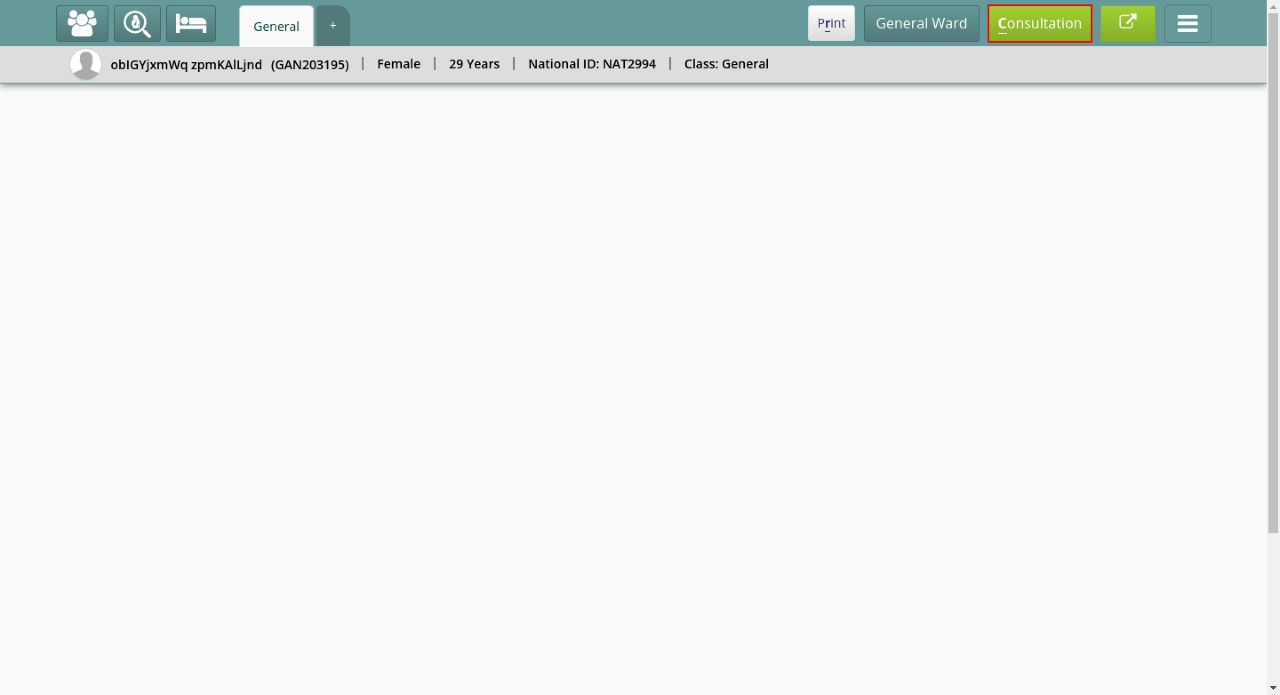 General
+
Print
General Ward
Consultation
obIGYjxmWq zpmKAlLjnd (GAN203195) | Female | 29 Years | National ID: NAT2994 | Class: General